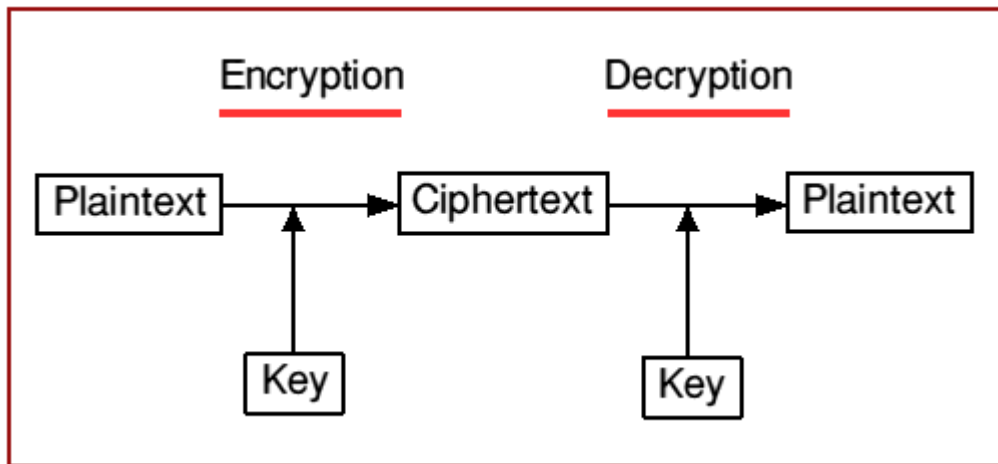 Encryption
Decryption
Plaintext
Ciphertext
Plaintext
Key
Key